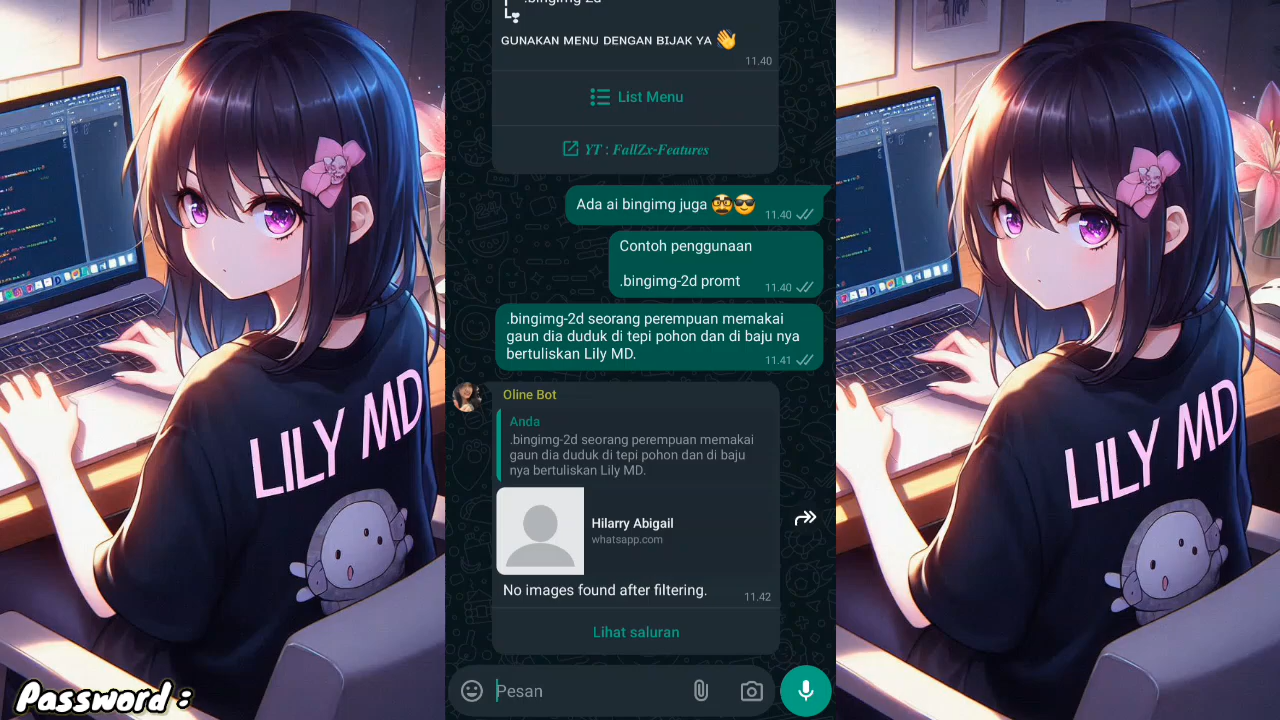 .bingimg-2d
GUNAKAN MENU DENGAN BIJAK YA 👋
11.40
List Menu
YT : FallZx-Features
Ada ai bingimg juga 🥸😎
11.40
Contoh penggunaan
.bingimg-2d promt
11.40
.bingimg-2d seorang perempuan memakai
gaun dia duduk di tepi pohon dan di baju nya
bertuliskan Lily MD.
11.41
Oline Bot
Anda
.bingimg-2d seorang perempuan memakai
gaun dia duduk di tepi pohon dan di baju
nya bertuliskan Lily MD.
Hilarry Abigail
whatsapp.com
No images found after filtering.
11.42
Lihat saluran
Pesan
LILY MD
LILY MD
Password :